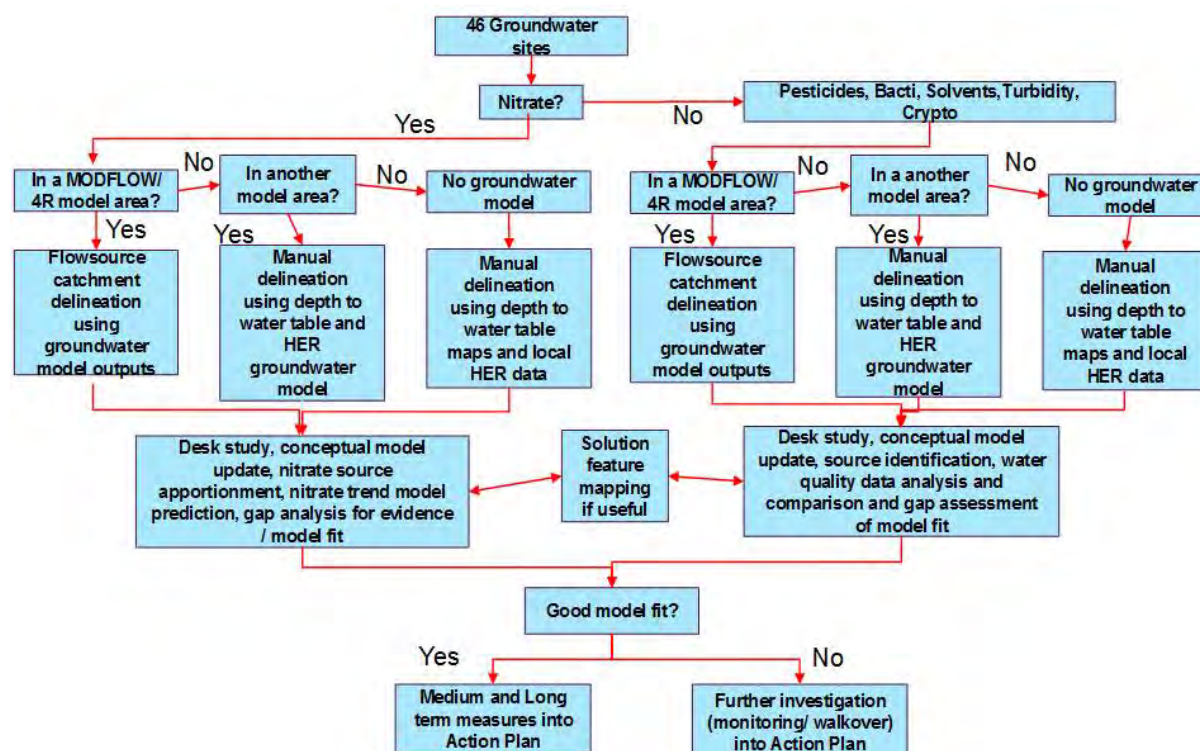 46 Groundwater
sites
Nitrate?
Pesticides, Bacti, Solvents,Turbidity,
Crypto
Yes
No
In a MODFLOW/
4R model area?
No
In another
model area?
No
No groundwater
model
In a MODFLOW/
4R model area?
No
In a another
model area?
No
No groundwater
model
Yes
Yes
Yes
Yes
Flowsource
catchment
delineation
using
groundwater
model outputs
Manual
delineation
using depth to
water table and
HER
groundwater
model
Manual
delineation
using depth to
water table
maps and local
HER data
Flowsource
catchment
delineation
using
groundwater
model outputs
Manual
delineation
using depth to
water table and
HER
groundwater
model
Manual
delineation
using depth to
water table
maps and local
HER data
Desk study, conceptual model
update, nitrate source
apportionment, nitrate trend model
prediction, gap analysis for evidence
/ model fit
Solution
feature
mapping
if useful
Desk study, conceptual model
update, source identification, water
quality data analysis and
comparison and gap assessment
of model fit
Good model fit?
Yes
No
Medium and Long
term measures into
Action Plan
Further investigation
(monitoring/ walkover)
into Action Plan